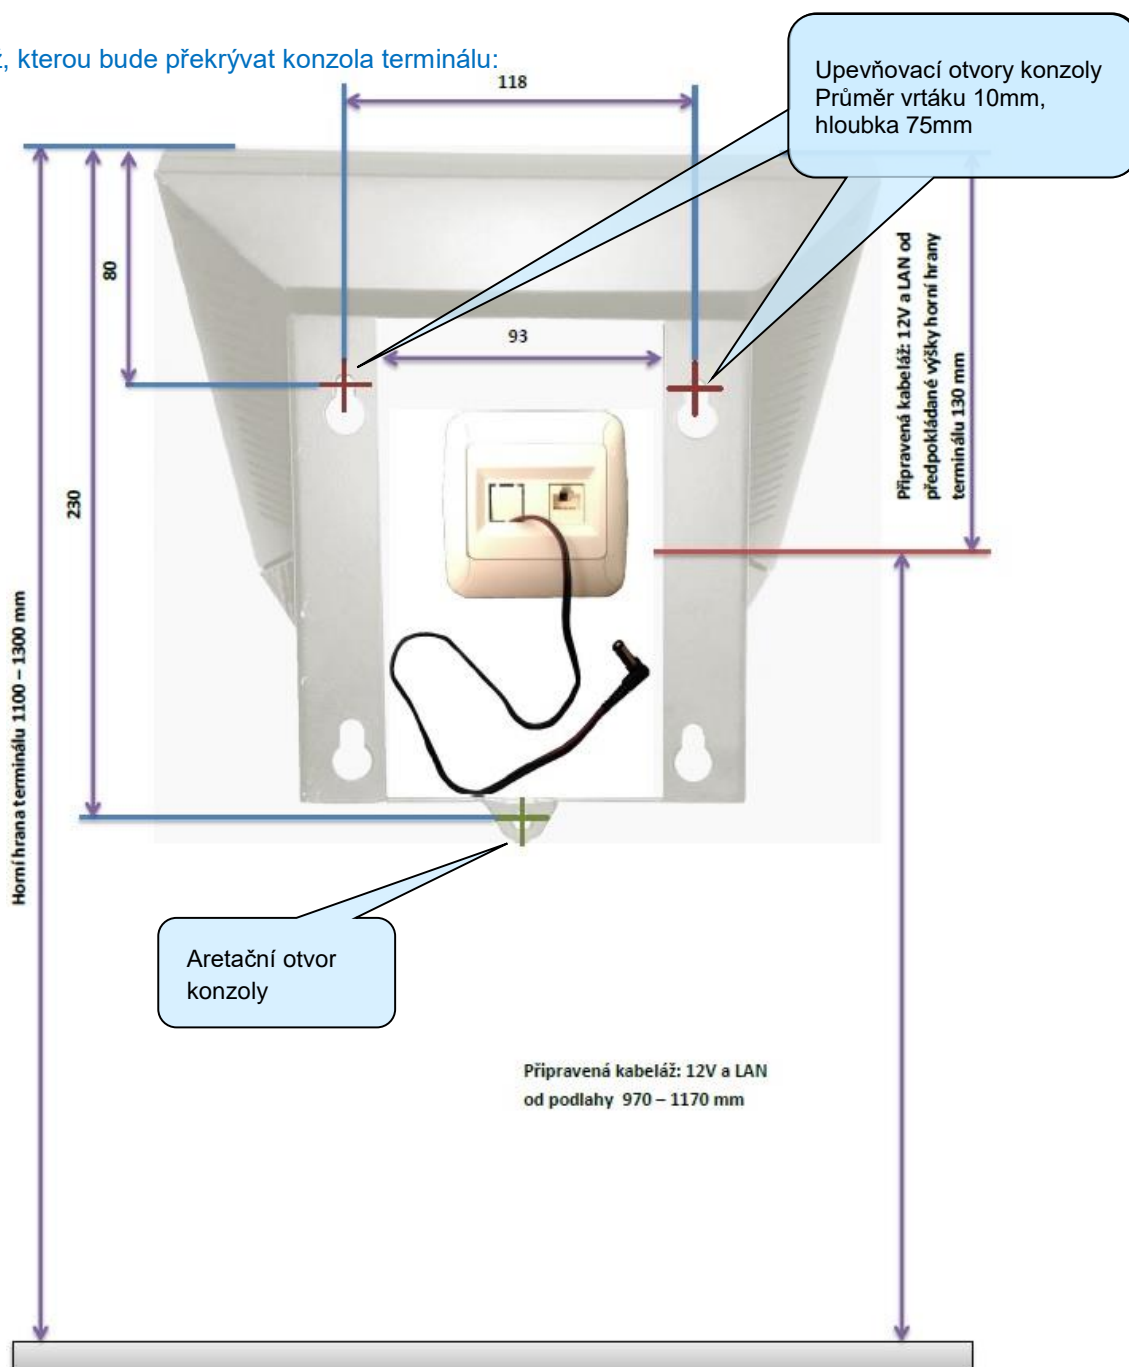 , kterou bude překrývat konzola terminálu:
118
Upevňovací otvory konzoly
Průměr vrtáku 10mm,
hloubka 75mm
80
93
230
Připravená kabeláž: 12V a LAN od
předpokládané výšky horní hrany
terminálu 130 mm
Horní hrana terminálu 1100 – 1300 mm
Aretační otvor
konzoly
Připravená kabeláž: 12V a LAN
od podlahy 970 – 1170 mm